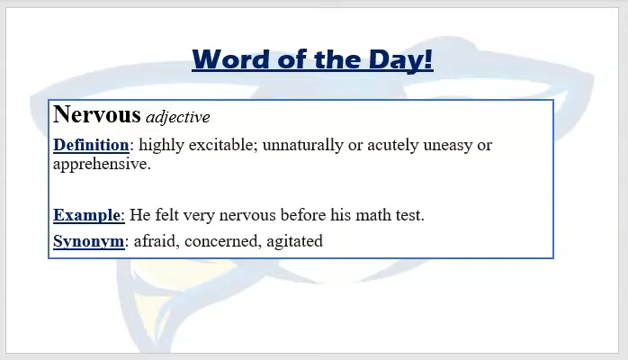 Word of the Day!
Nervous adjective
Definition: highly excitable; unnaturally or acutely uneasy or
apprehensive.
Example: He felt very nervous before his math test.
Synonym: afraid, concerned, agitated